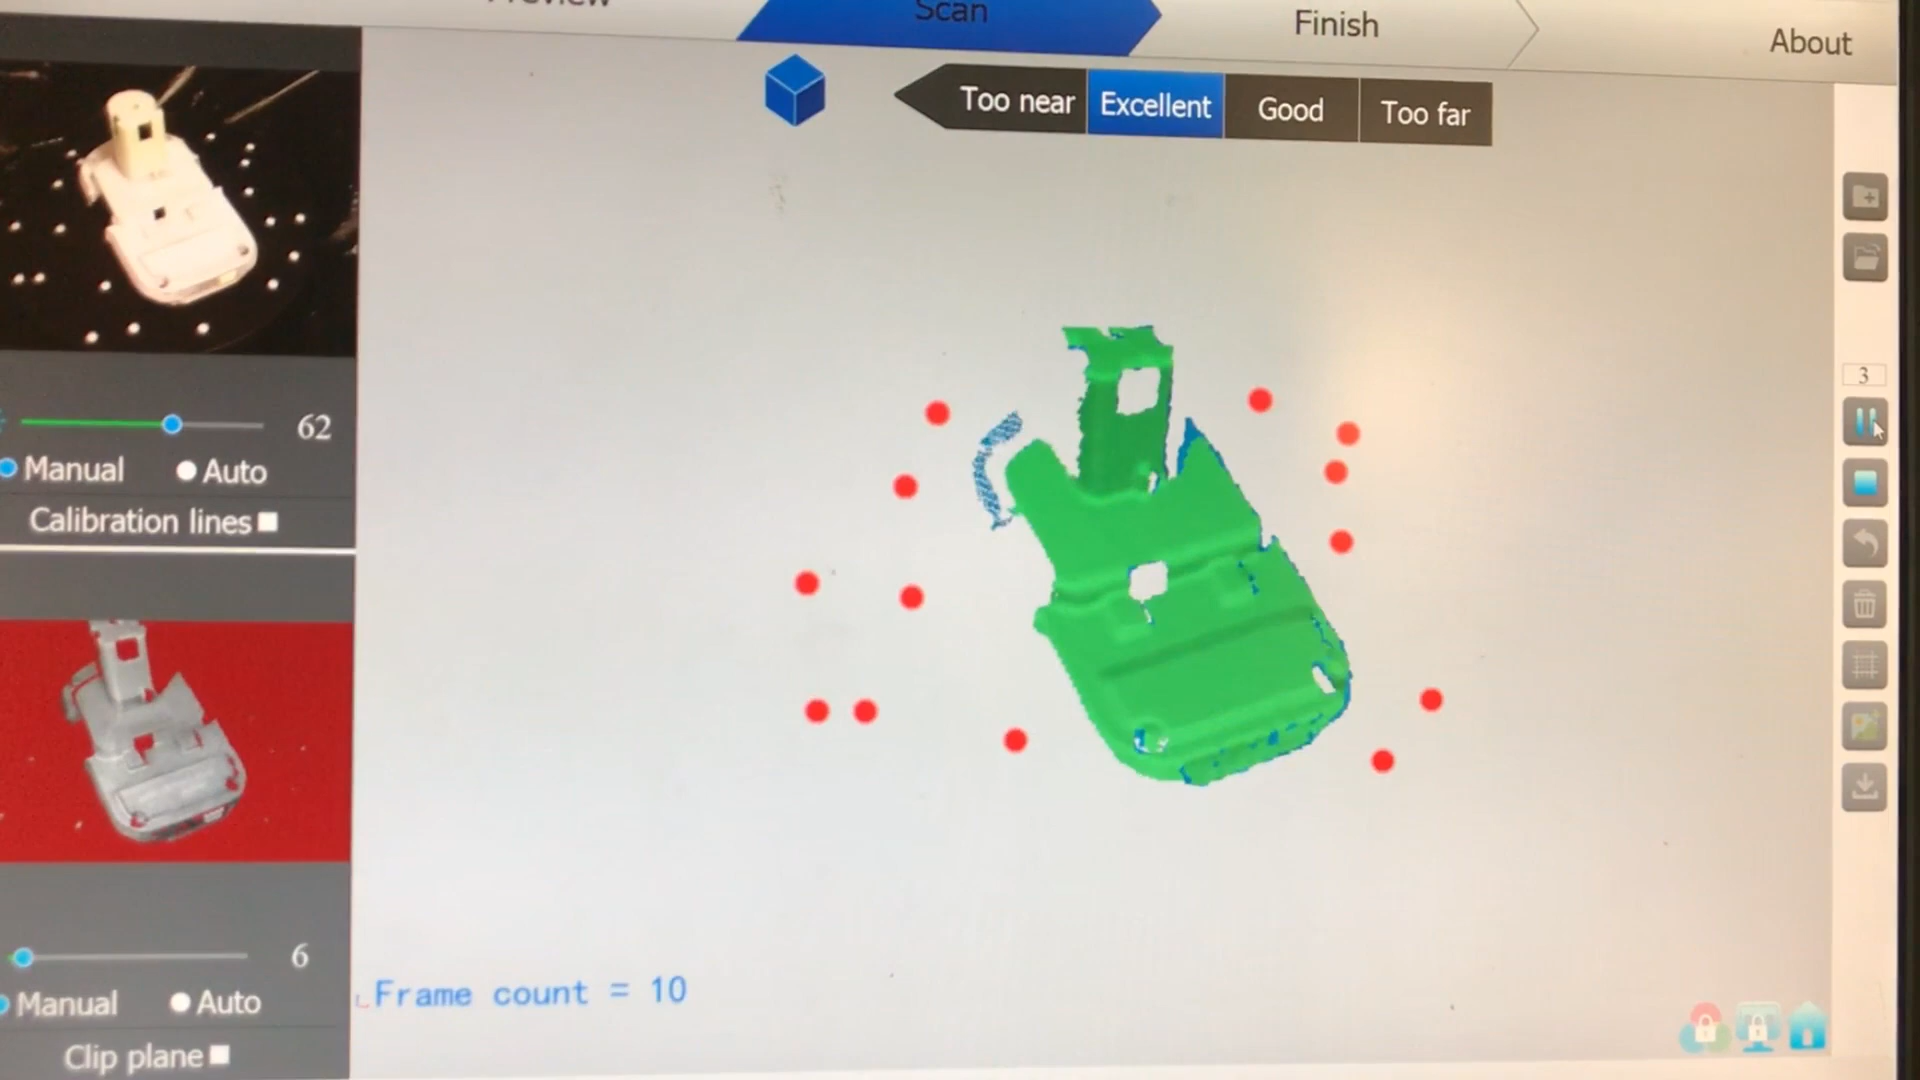 Preview
Scan
Finish
About
Too near
Excellent
Good
Too far
62
Manual
Auto
Calibration lines
3
6
Manual
Auto
Clip plane
Frame count = 10